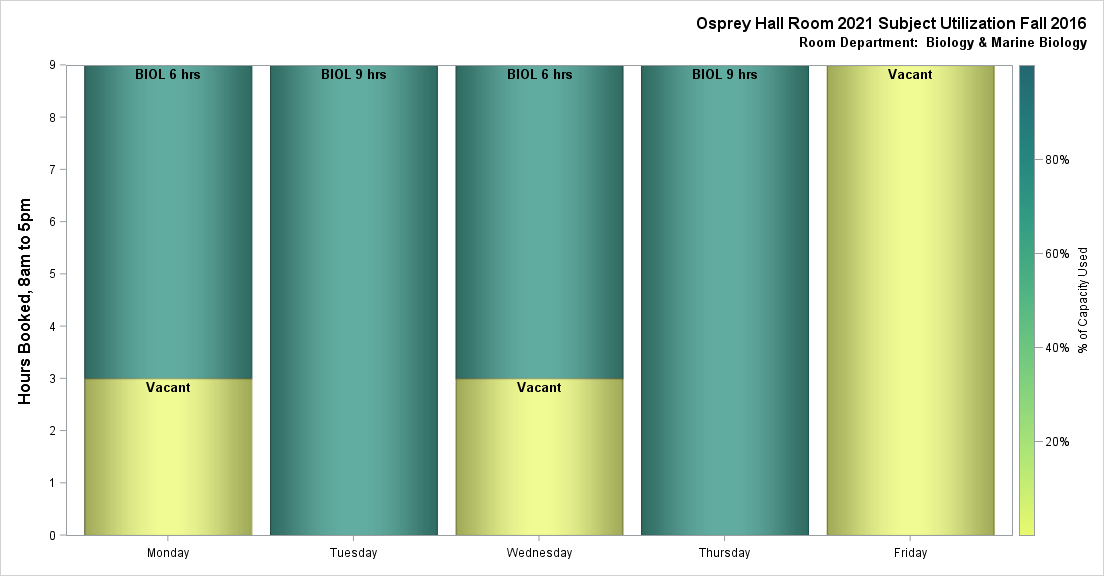 Osprey Hall Room 2021 Subject Utilization Fall 2016
Room Department:  Biology & Marine Biology
Hours Booked, 8am to 5pm
9
8
7
6
5
4
3
2
1
0
BIOL 6 hrs
Vacant
BIOL 9 hrs
BIOL 6 hrs
Vacant
BIOL 9 hrs
Vacant
Monday
Tuesday
Wednesday
Thursday
Friday
80%
60%
40%
20%
% of Capacity Used